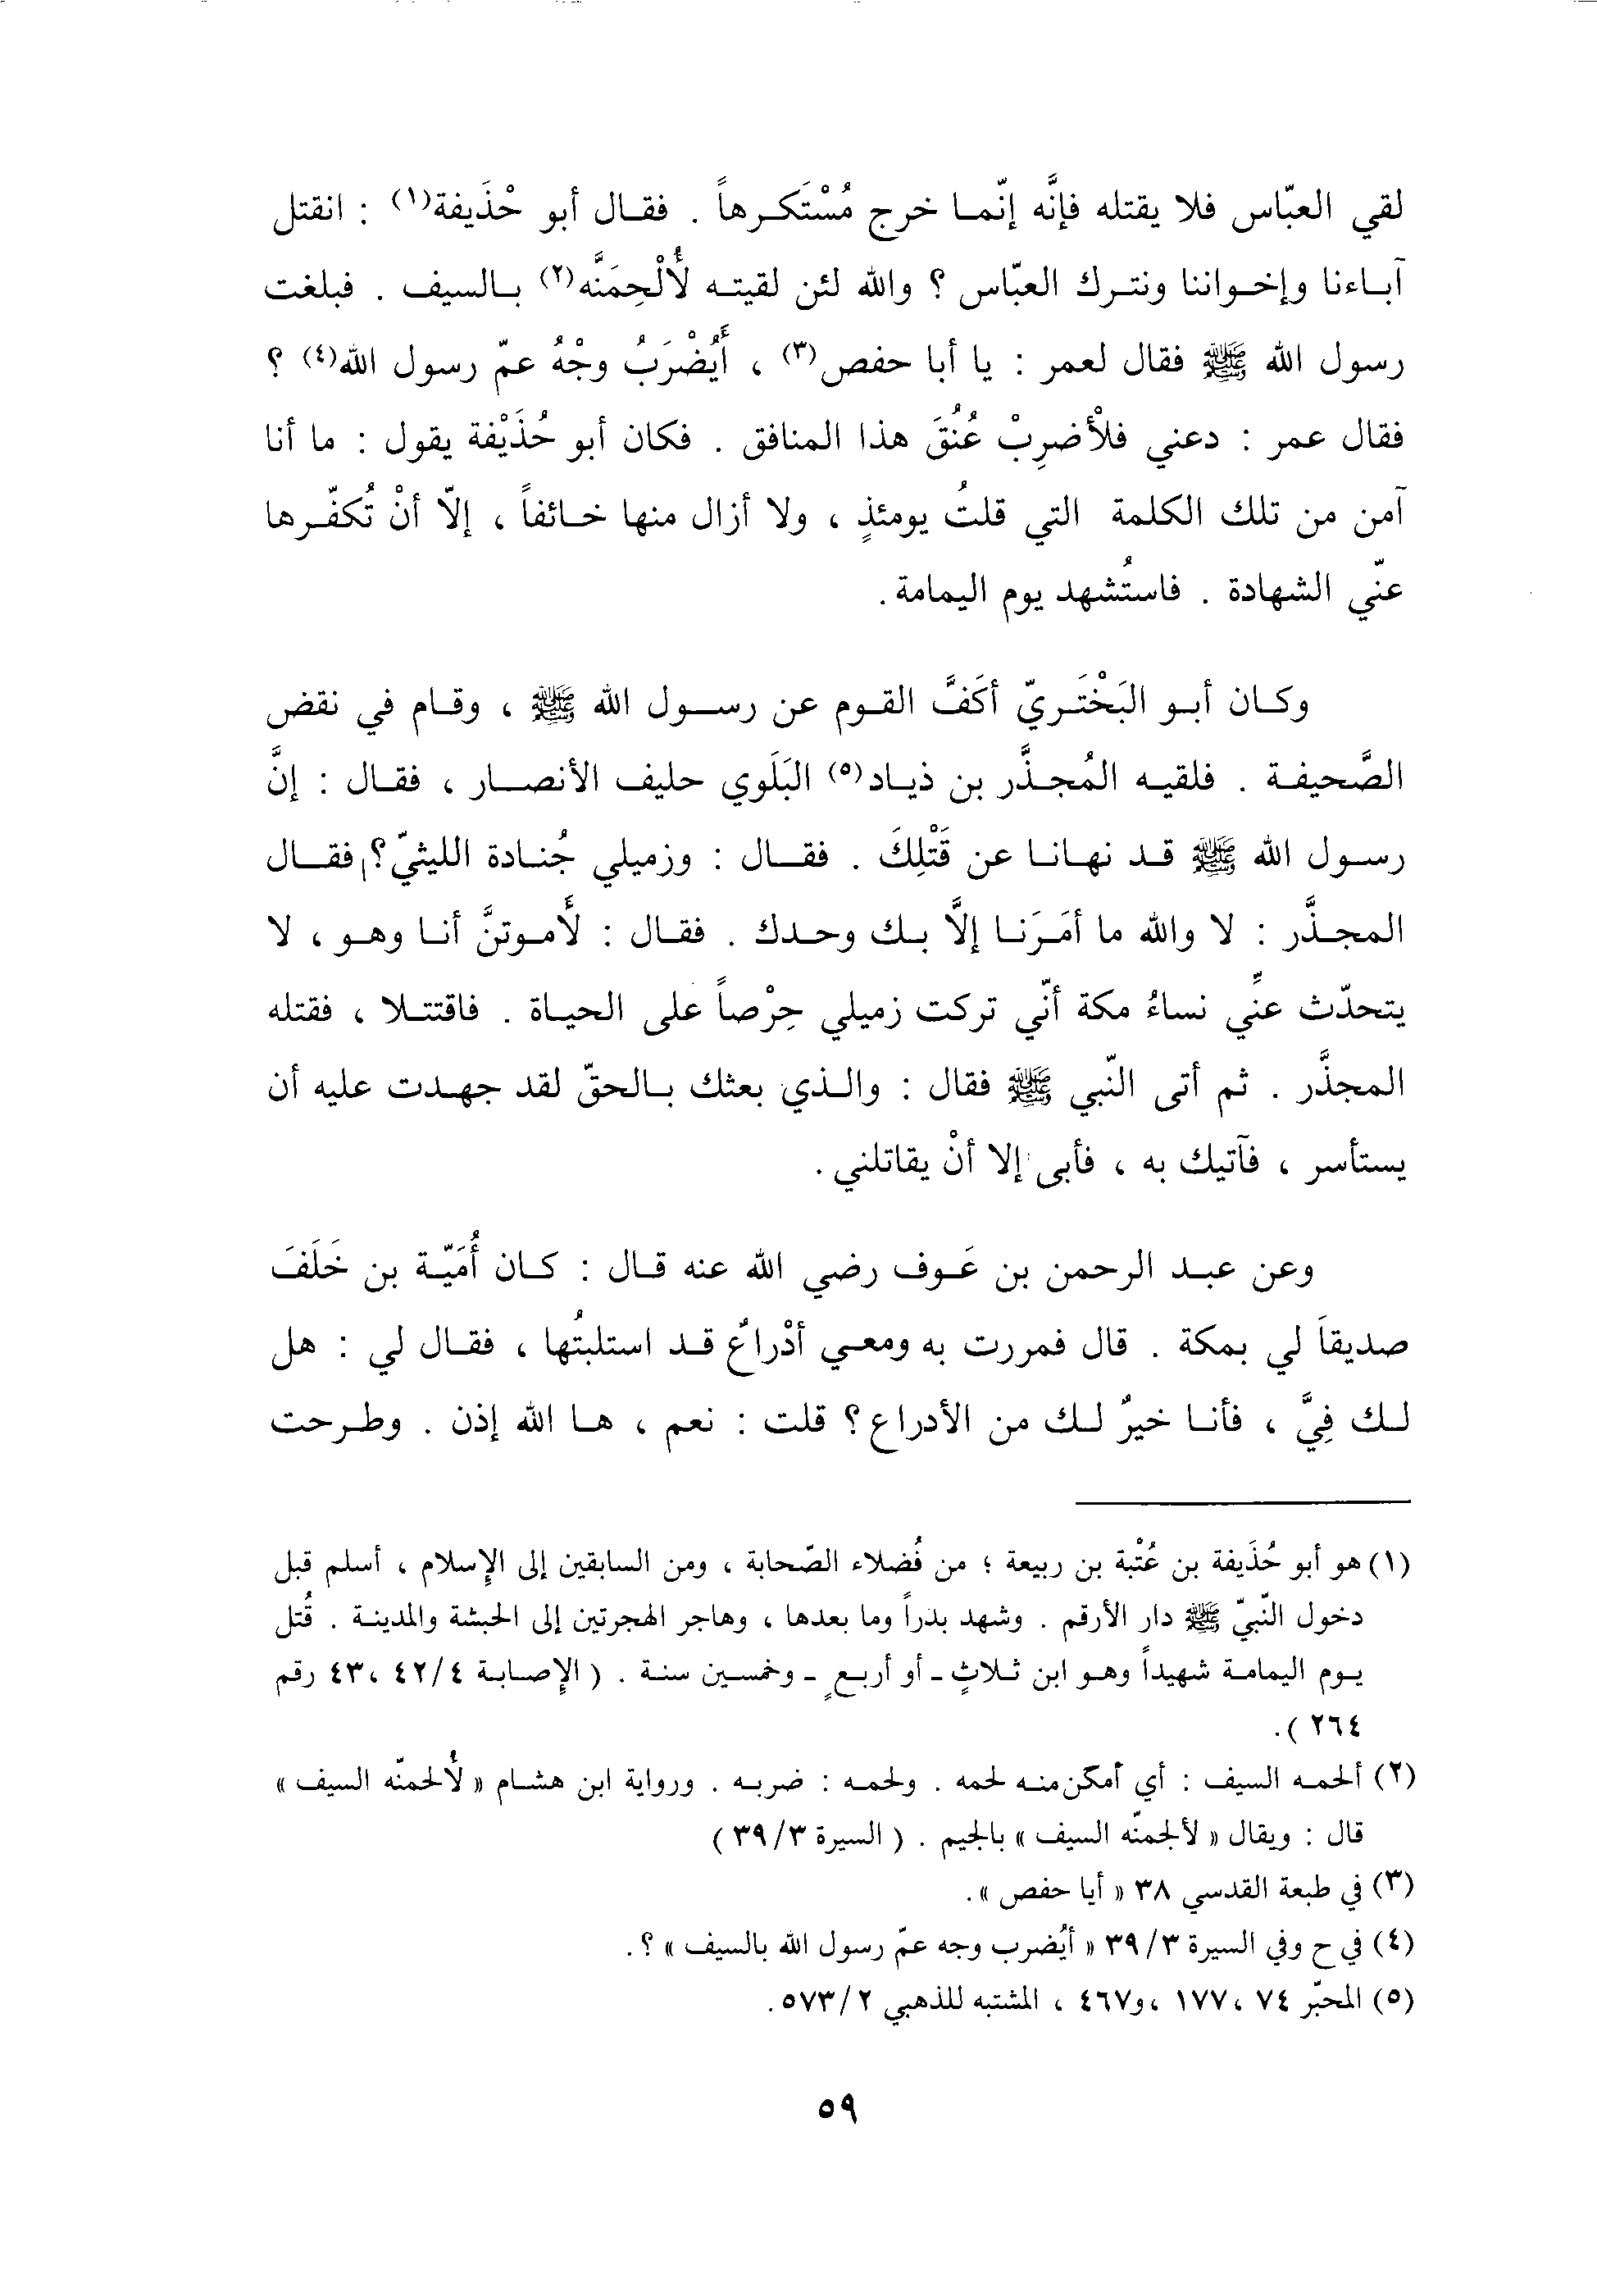 لقي العبّاس فلا يقتله فإنَّه إنّما خرج مُسْتَكرهاً . فقال أبو حْذَيفة(١) : انقتل
آباءنا وإخواننا ونترك العبّاس ؟ والله لئن لقيته لأُلْحِمَنَّه(٢) بالسيف . فبلغت
رسول الله ﷺ فقال لعمر : يا أبا حفص(٣) ، أَيُضْرَبُ وجْهُ عمّ رسول الله(٤) ؟
فقال عمر : دعني فلْأضرِبْ عُنُقَ هذا المنافق . فكان أبو حُذَيْفة يقول : ما أنا
آمن من تلك الكلمة التي قلتُ يومئذٍ ، ولا أزال منها خائفاً ، إلّا أنْ تُكفّرها
عنّي الشهادة . فاستُشهد يوم اليمامة .
وكان أبو البَخْتَريّ أكَفَّ القوم عن رسول الله ﷺ ، وقام في نقض
الصَّحيفة . فلقيه المُجذَّر بن ذياد(٥) البَلَوي حليف الأنصار ، فقال : إنَّ
رسول الله ﷺ قد نهانا عن قَتْلِكَ . فقال : وزميلي جُنادة الليثيّ؟ فقال
المجذَّر : لا والله ما أمَرَنا إلَّا بك وحدك . فقال : لأَموتنَّ أنا وهو ، لا
يتحدّث عنِّي نساءُ مكة أنّي تركت زميلي حِرْصاً على الحياة . فاقتتلا ، فقتله
المجذَّر . ثم أتى النّبي ﷺ فقال : والذي بعثك بالحقّ لقد جهدت عليه أن
يستأسر ، فآتيك به ، فأبى إلا أنْ يقاتلني .
وعن عبد الرحمن بن عَوف رضي الله عنه قال : كان أُمَيّة بن خَلَفَ
صديقاَ لي بمكة . قال فمررت به ومعي أدْراعٌ قد استلبتُها ، فقال لي : هل
لك فِيَّ ، فأنا خيرٌ لك من الأدراع؟ قلت : نعم ، ها الله إذن . وطرحت
(١) هو أبو حُذَيفة بن عُتْبة بن ربيعة ؛ من فُضلاء الصّحابة ، ومن السابقين إلى الإسلام ، أسلم قبل
دخول النّبيّ ﷺ دار الأرقم . وشهد بدراً وما بعدها ، وهاجر الهجرتين إلى الحبشة والمدينة . قُتل
يوم اليمامة شهيداً وهو ابن ثلاثٍ ـ أو أربعٍ ـ وخمسين سنة . ( الإصابة ٤٢/٤ ،٤٣ رقم
٢٦٤ ).
(٢) ألحمه السيف : أي أمكن منه لحمه . ولحمه : ضربه . ورواية ابن هشام « لأُلحمنّه السيف »
قال : ويقال « لألجمنّه السيف » بالجيم . ( السيرة ٣٩/٣ )
(٣) في طبعة القدسي ٣٨ « أيا حفص ».
(٤) في ح وفي السيرة ٣٩/٣ « أيُضرب وجه عمّ رسول الله بالسيف » ؟ .
(٥) المحبّر ٧٤ ،١٧٧ ،و٤٦٧ ، المشتبه للذهبي ٥٧٣/٢ .
٥٩